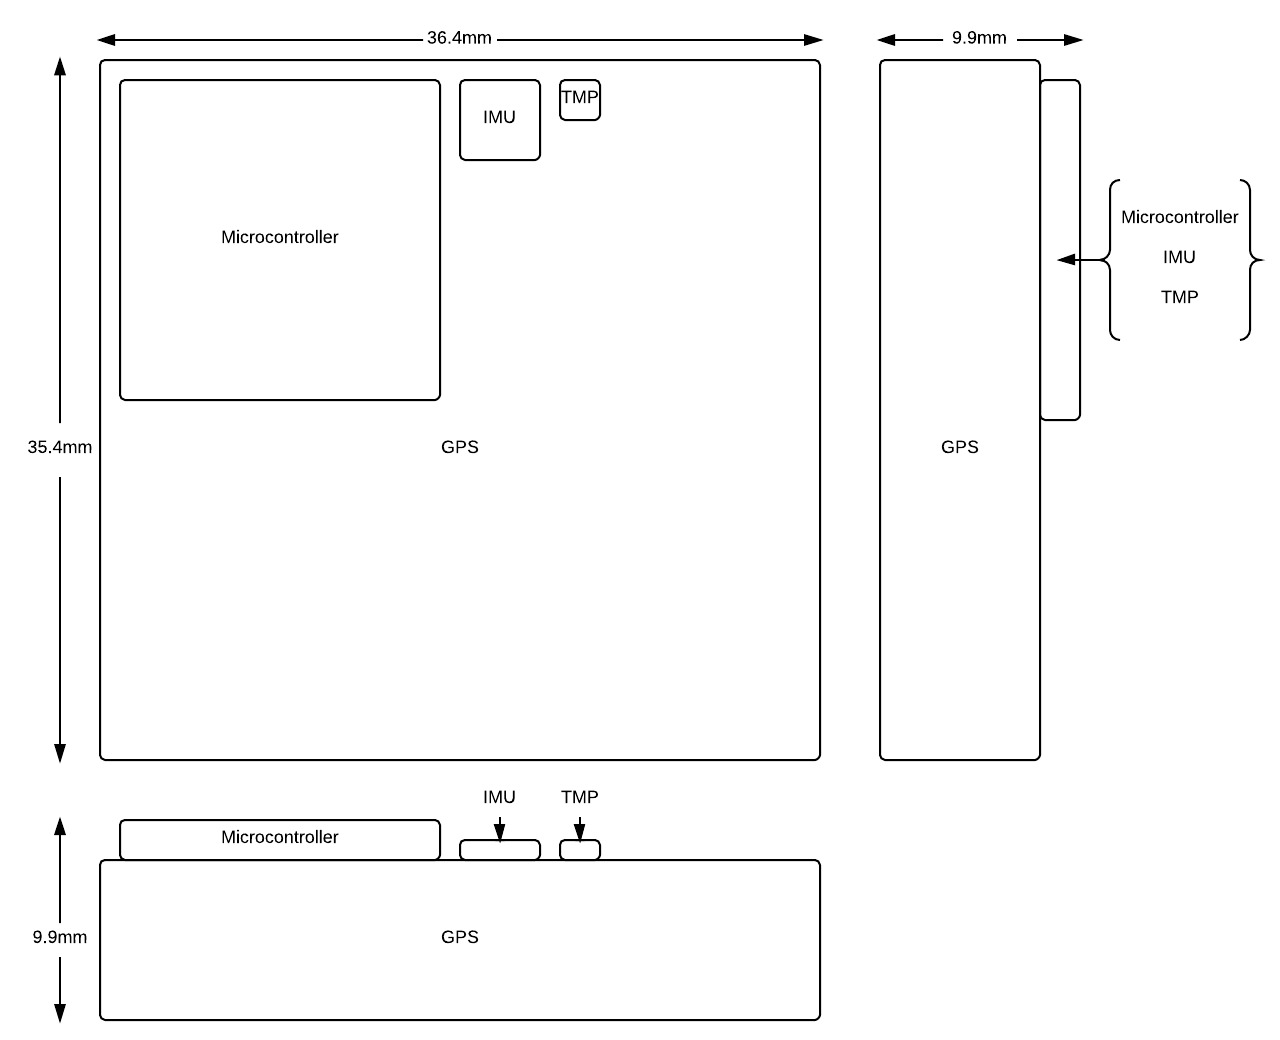 36.4mm
9.9mm
TMP
IMU
Microcontroller
Microcontroller
IMU
TMP
35.4mm
GPS
GPS
IMU
TMP
Microcontroller
9.9mm
GPS